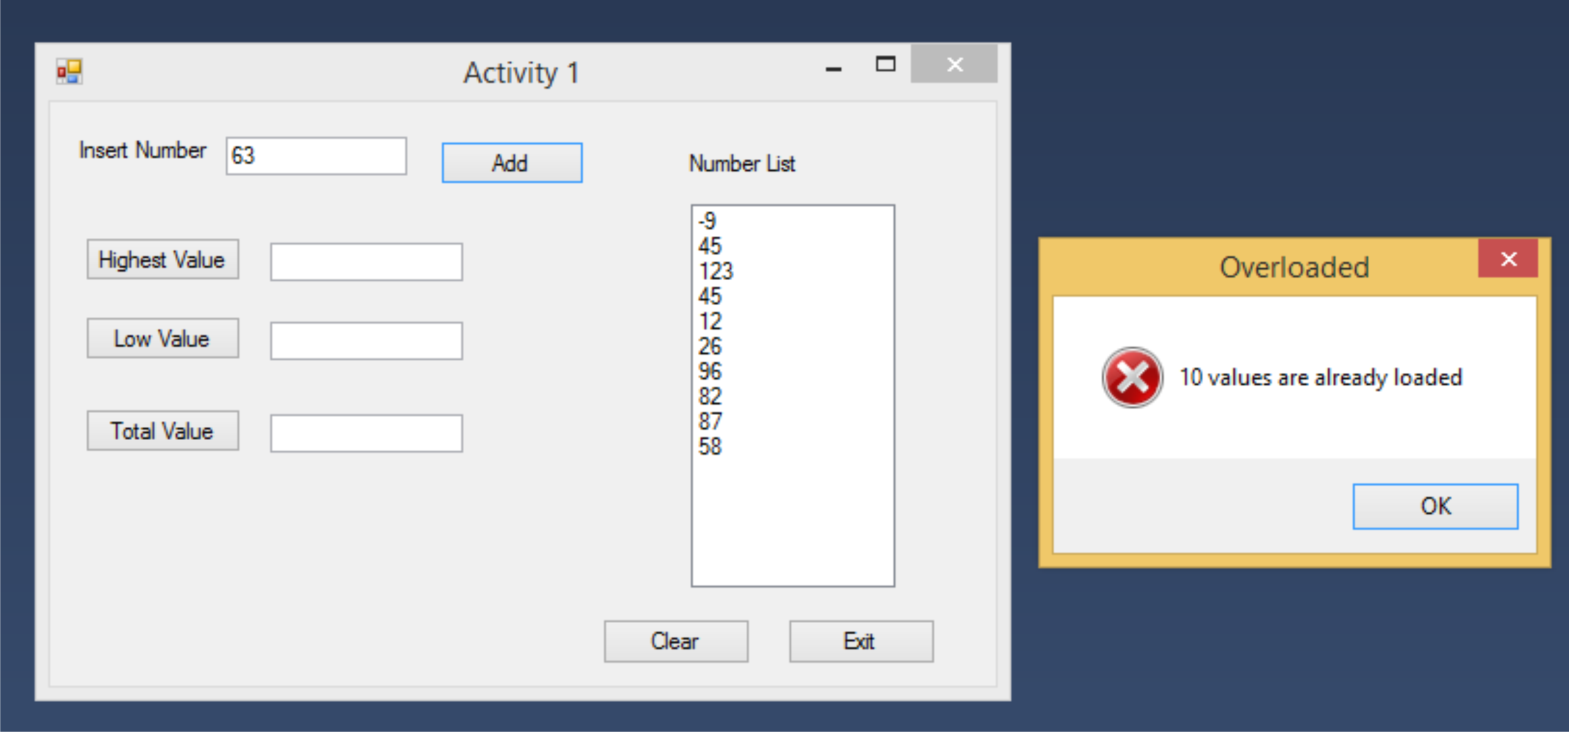 Activity 1
Insert Number 63 Add
Number List
-9
45
123
45
12
26
96
82
87
58
Highest Value
Low Value
Total Value
Clear Exit
Overloaded
10 values are already loaded
OK